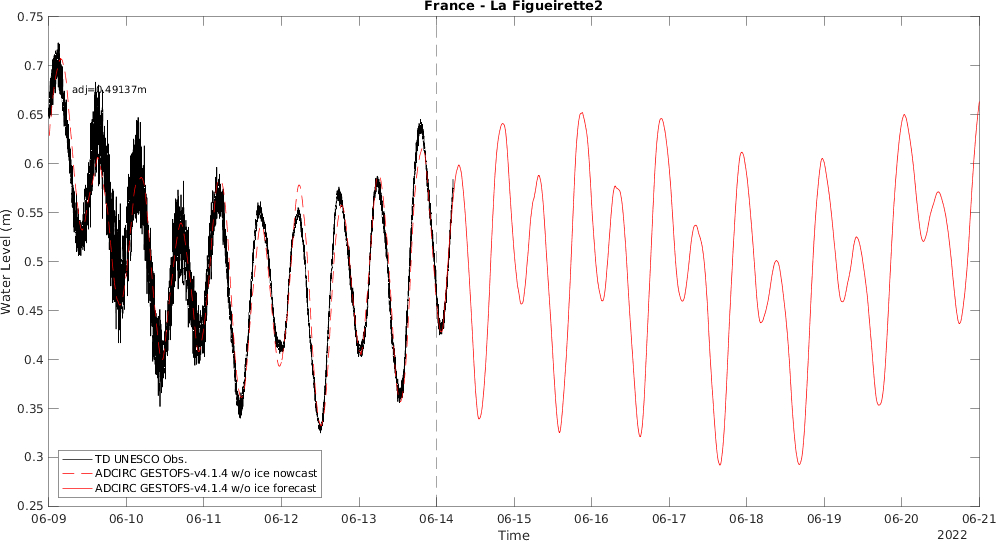 France - La Figueirette2
0.75
0.7
0.65
0.6
0.55
0.5
0.45
0.4
0.35
0.3
0.25
Water Level (m)
adj=0.49137m
TD UNESCO Obs.
ADCIRC GESTOFS-v4.1.4 w/o ice nowcast
ADCIRC GESTOFS-v4.1.4 w/o ice forecast
06-09 06-10 06-11 06-12 06-13 06-14 06-15 06-16 06-17 06-18 06-19 06-20 06-21
Time
2022